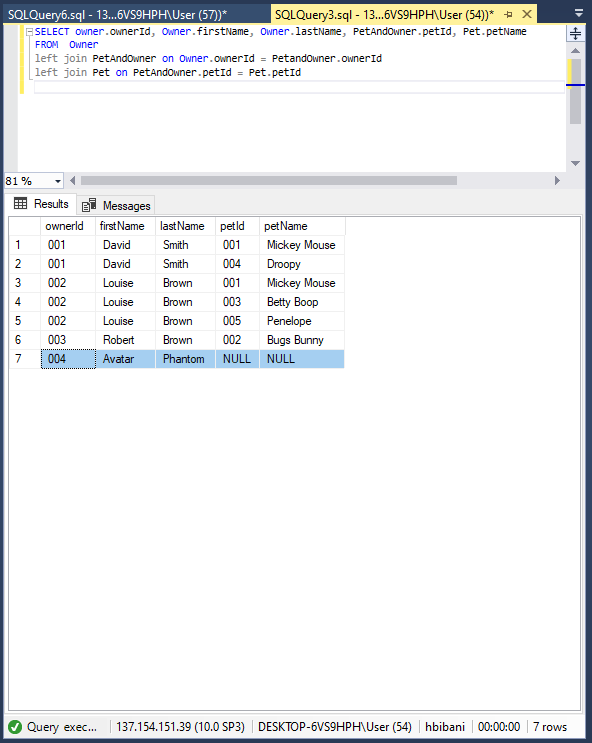 SQLQuery6.sql - 13...6VS9HPH\User (57))* SQLQuery3.sql - 13...6VS9HPH\User (54))*
SELECT owner.ownerId, Owner.firstName, Owner.lastName, PetAndOwner.petId, Pet.petName
FROM Owner
left join PetAndOwner on Owner.ownerId = PetandOwner.ownerId
left join Pet on PetAndOwner.petId = Pet.petId
81 %
Results Messages
ownerId firstName lastName petId petName
1 001 David Smith 001 Mickey Mouse
2 001 David Smith 004 Droopy
3 002 Louise Brown 001 Mickey Mouse
4 002 Louise Brown 003 Betty Boop
5 002 Louise Brown 005 Penelope
6 003 Robert Brown 002 Bugs Bunny
7 004 Avatar Phantom NULL NULL
Query exec... 137.154.151.39 (10.0 SP3) DESKTOP-6VS9HPH\User (54) hbibani 00:00:00 7 rows